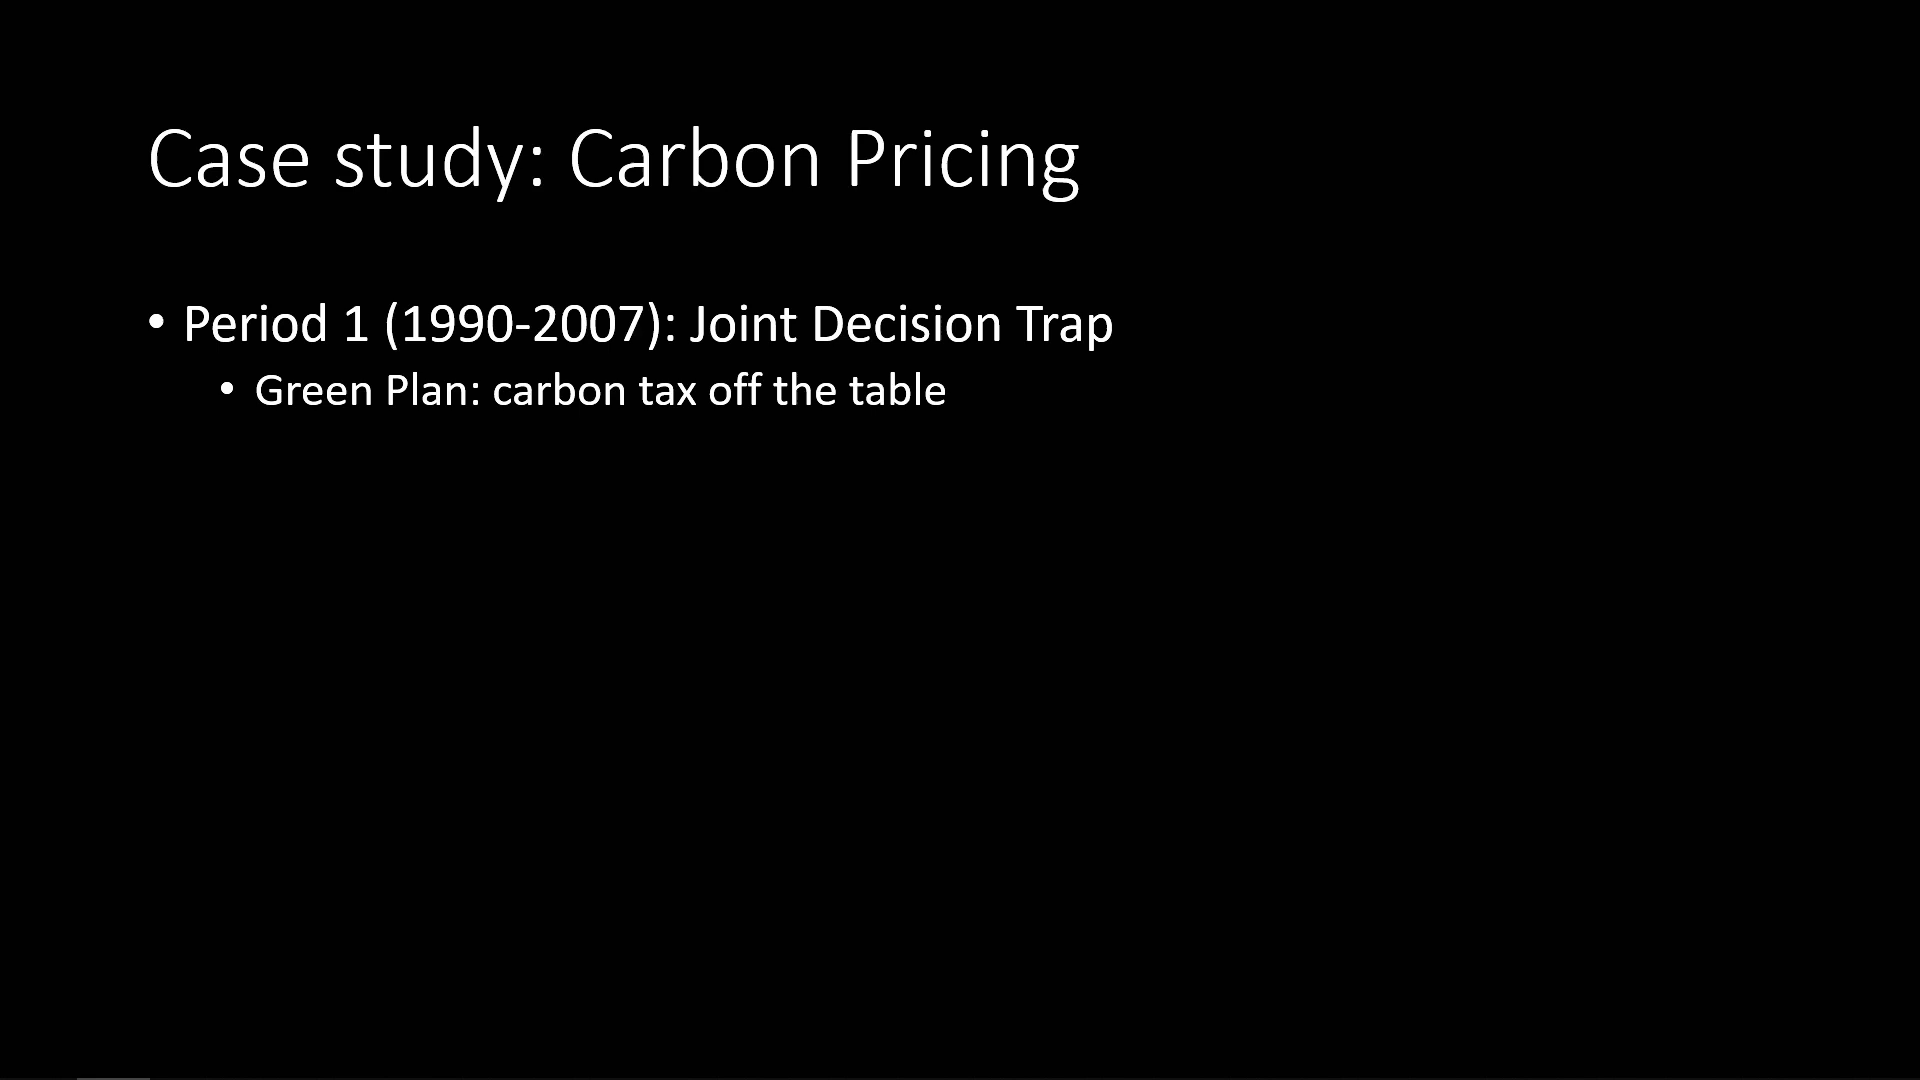 Case study: Carbon Pricing
• Period 1 (1990-2007): Joint Decision Trap
• Green Plan: carbon tax off the table